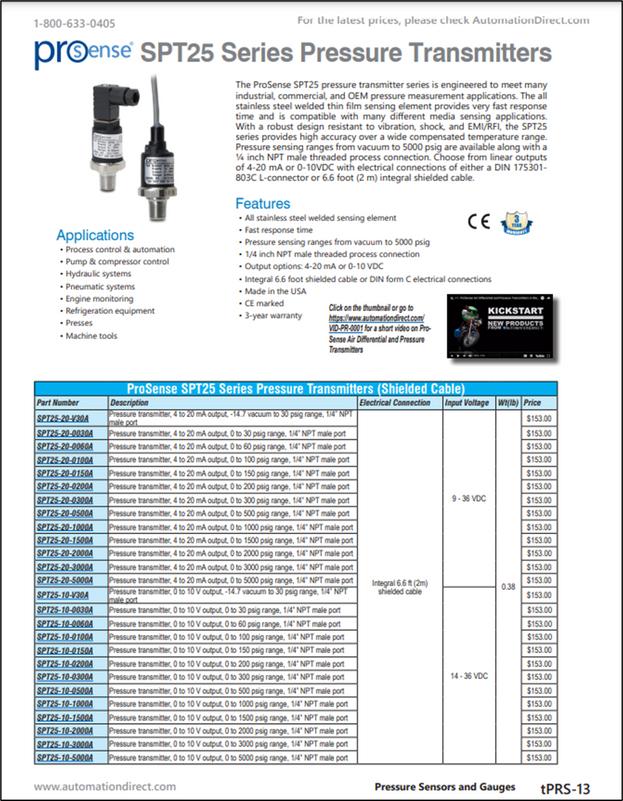 1-800-633-0405
For the latest prices, please check AutomationDirect.com
prosense® SPT25 Series Pressure Transmitters
The ProSense SPT25 pressure transmitter series is engineered to meet many
industrial, commercial, and OEM pressure measurement applications. The all
stainless steel welded thin film sensing element provides very fast response
time and is compatible with many different media sensing applications.
With a robust design resistant to vibration, shock, and EMI/RFI, the SPT25
series provides high accuracy over a wide compensated temperature range.
Pressure sensing ranges from vacuum to 5000 psig are available along with a
¼ inch NPT male threaded process connection. Choose from linear outputs
of 4-20 mA or 0-10VDC with electrical connections of either a DIN 175301-
803C L-connector or 6.6 foot (2 m) integral shielded cable.
Features
• All stainless steel welded sensing element
• Fast response time
• Pressure sensing ranges from vacuum to 5000 psig
• 1/4 inch NPT male threaded process connection
• Output options: 4-20 mA or 0-10 VDC
• Integral 6.6 foot shielded cable or DIN form C electrical connections
• Made in the USA
• CE marked
• 3-year warranty
CE
3
YEAR
WARRANTY
Applications
• Process control & automation
• Pump & compressor control
• Hydraulic systems
• Pneumatic systems
• Engine monitoring
• Refrigeration equipment
• Presses
• Machine tools
Click on the thumbnail or go to
https://www.automationdirect.com/
VID-PR-0001 for a short video on Pro-
Sense Air Differential and Pressure
Transmitters
KICKSTART
NEW PRODUCTS
ProSense SPT25 Series Pressure Transmitters (Shielded Cable)
Part Number Description Electrical Connection Input Voltage Wt(lb) Price
SPT25-20-V30A Pressure transmitter, 4 to 20 mA output, -14.7 vacuum to 30 psig range, 1/4" NPT $153.00
male port
SPT25-20-0030A Pressure transmitter, 4 to 20 mA output, 0 to 30 psig range, 1/4" NPT male port $153.00
SPT25-20-0060A Pressure transmitter, 4 to 20 mA output, 0 to 60 psig range, 1/4" NPT male port $153.00
SPT25-20-0100A Pressure transmitter, 4 to 20 mA output, 0 to 100 psig range, 1/4" NPT male port $153.00
SPT25-20-0150A Pressure transmitter, 4 to 20 mA output, 0 to 150 psig range, 1/4" NPT male port $153.00
SPT25-20-0200A Pressure transmitter, 4 to 20 mA output, 0 to 200 psig range, 1/4" NPT male port $153.00
SPT25-20-0300A Pressure transmitter, 4 to 20 mA output, 0 to 300 psig range, 1/4" NPT male port 9 - 36 VDC $153.00
SPT25-20-0500A Pressure transmitter, 4 to 20 mA output, 0 to 500 psig range, 1/4" NPT male port $153.00
SPT25-20-1000A Pressure transmitter, 4 to 20 mA output, 0 to 1000 psig range, 1/4" NPT male port $153.00
SPT25-20-1500A Pressure transmitter, 4 to 20 mA output, 0 to 1500 psig range, 1/4" NPT male port $153.00
SPT25-20-2000A Pressure transmitter, 4 to 20 mA output, 0 to 2000 psig range, 1/4" NPT male port $153.00
SPT25-20-3000A Pressure transmitter, 4 to 20 mA output, 0 to 3000 psig range, 1/4" NPT male port $153.00
SPT25-20-5000A Pressure transmitter, 4 to 20 mA output, 0 to 5000 psig range, 1/4" NPT male port Integral 6.6 ft (2m) $153.00
SPT25-10-V30A Pressure transmitter, 0 to 10 V output, -14.7 vacuum to 30 psig range, 1/4" NPT shielded cable 0.38 $153.00
male port
SPT25-10-0030A Pressure transmitter, 0 to 10 V output, 0 to 30 psig range, 1/4" NPT male port $153.00
SPT25-10-0060A Pressure transmitter, 0 to 10 V output, 0 to 60 psig range, 1/4" NPT male port $153.00
SPT25-10-0100A Pressure transmitter, 0 to 10 V output, 0 to 100 psig range, 1/4" NPT male port $153.00
SPT25-10-0150A Pressure transmitter, 0 to 10 V output, 0 to 150 psig range, 1/4" NPT male port $153.00
SPT25-10-0200A Pressure transmitter, 0 to 10 V output, 0 to 200 psig range, 1/4" NPT male port $153.00
SPT25-10-0300A Pressure transmitter, 0 to 10 V output, 0 to 300 psig range, 1/4" NPT male port 14 - 36 VDC $153.00
SPT25-10-0500A Pressure transmitter, 0 to 10 V output, 0 to 500 psig range, 1/4" NPT male port $153.00
SPT25-10-1000A Pressure transmitter, 0 to 10 V output, 0 to 1000 psig range, 1/4" NPT male port $153.00
SPT25-10-1500A Pressure transmitter, 0 to 10 V output, 0 to 1500 psig range, 1/4" NPT male port $153.00
SPT25-10-2000A Pressure transmitter, 0 to 10 V output, 0 to 2000 psig range, 1/4" NPT male port $153.00
SPT25-10-3000A Pressure transmitter, 0 to 10 V output, 0 to 3000 psig range, 1/4" NPT male port $153.00
SPT25-10-5000A Pressure transmitter, 0 to 10 V output, 0 to 5000 psig range, 1/4" NPT male port $153.00
www.automationdirect.com
Pressure Sensors and Gauges tPRS-13